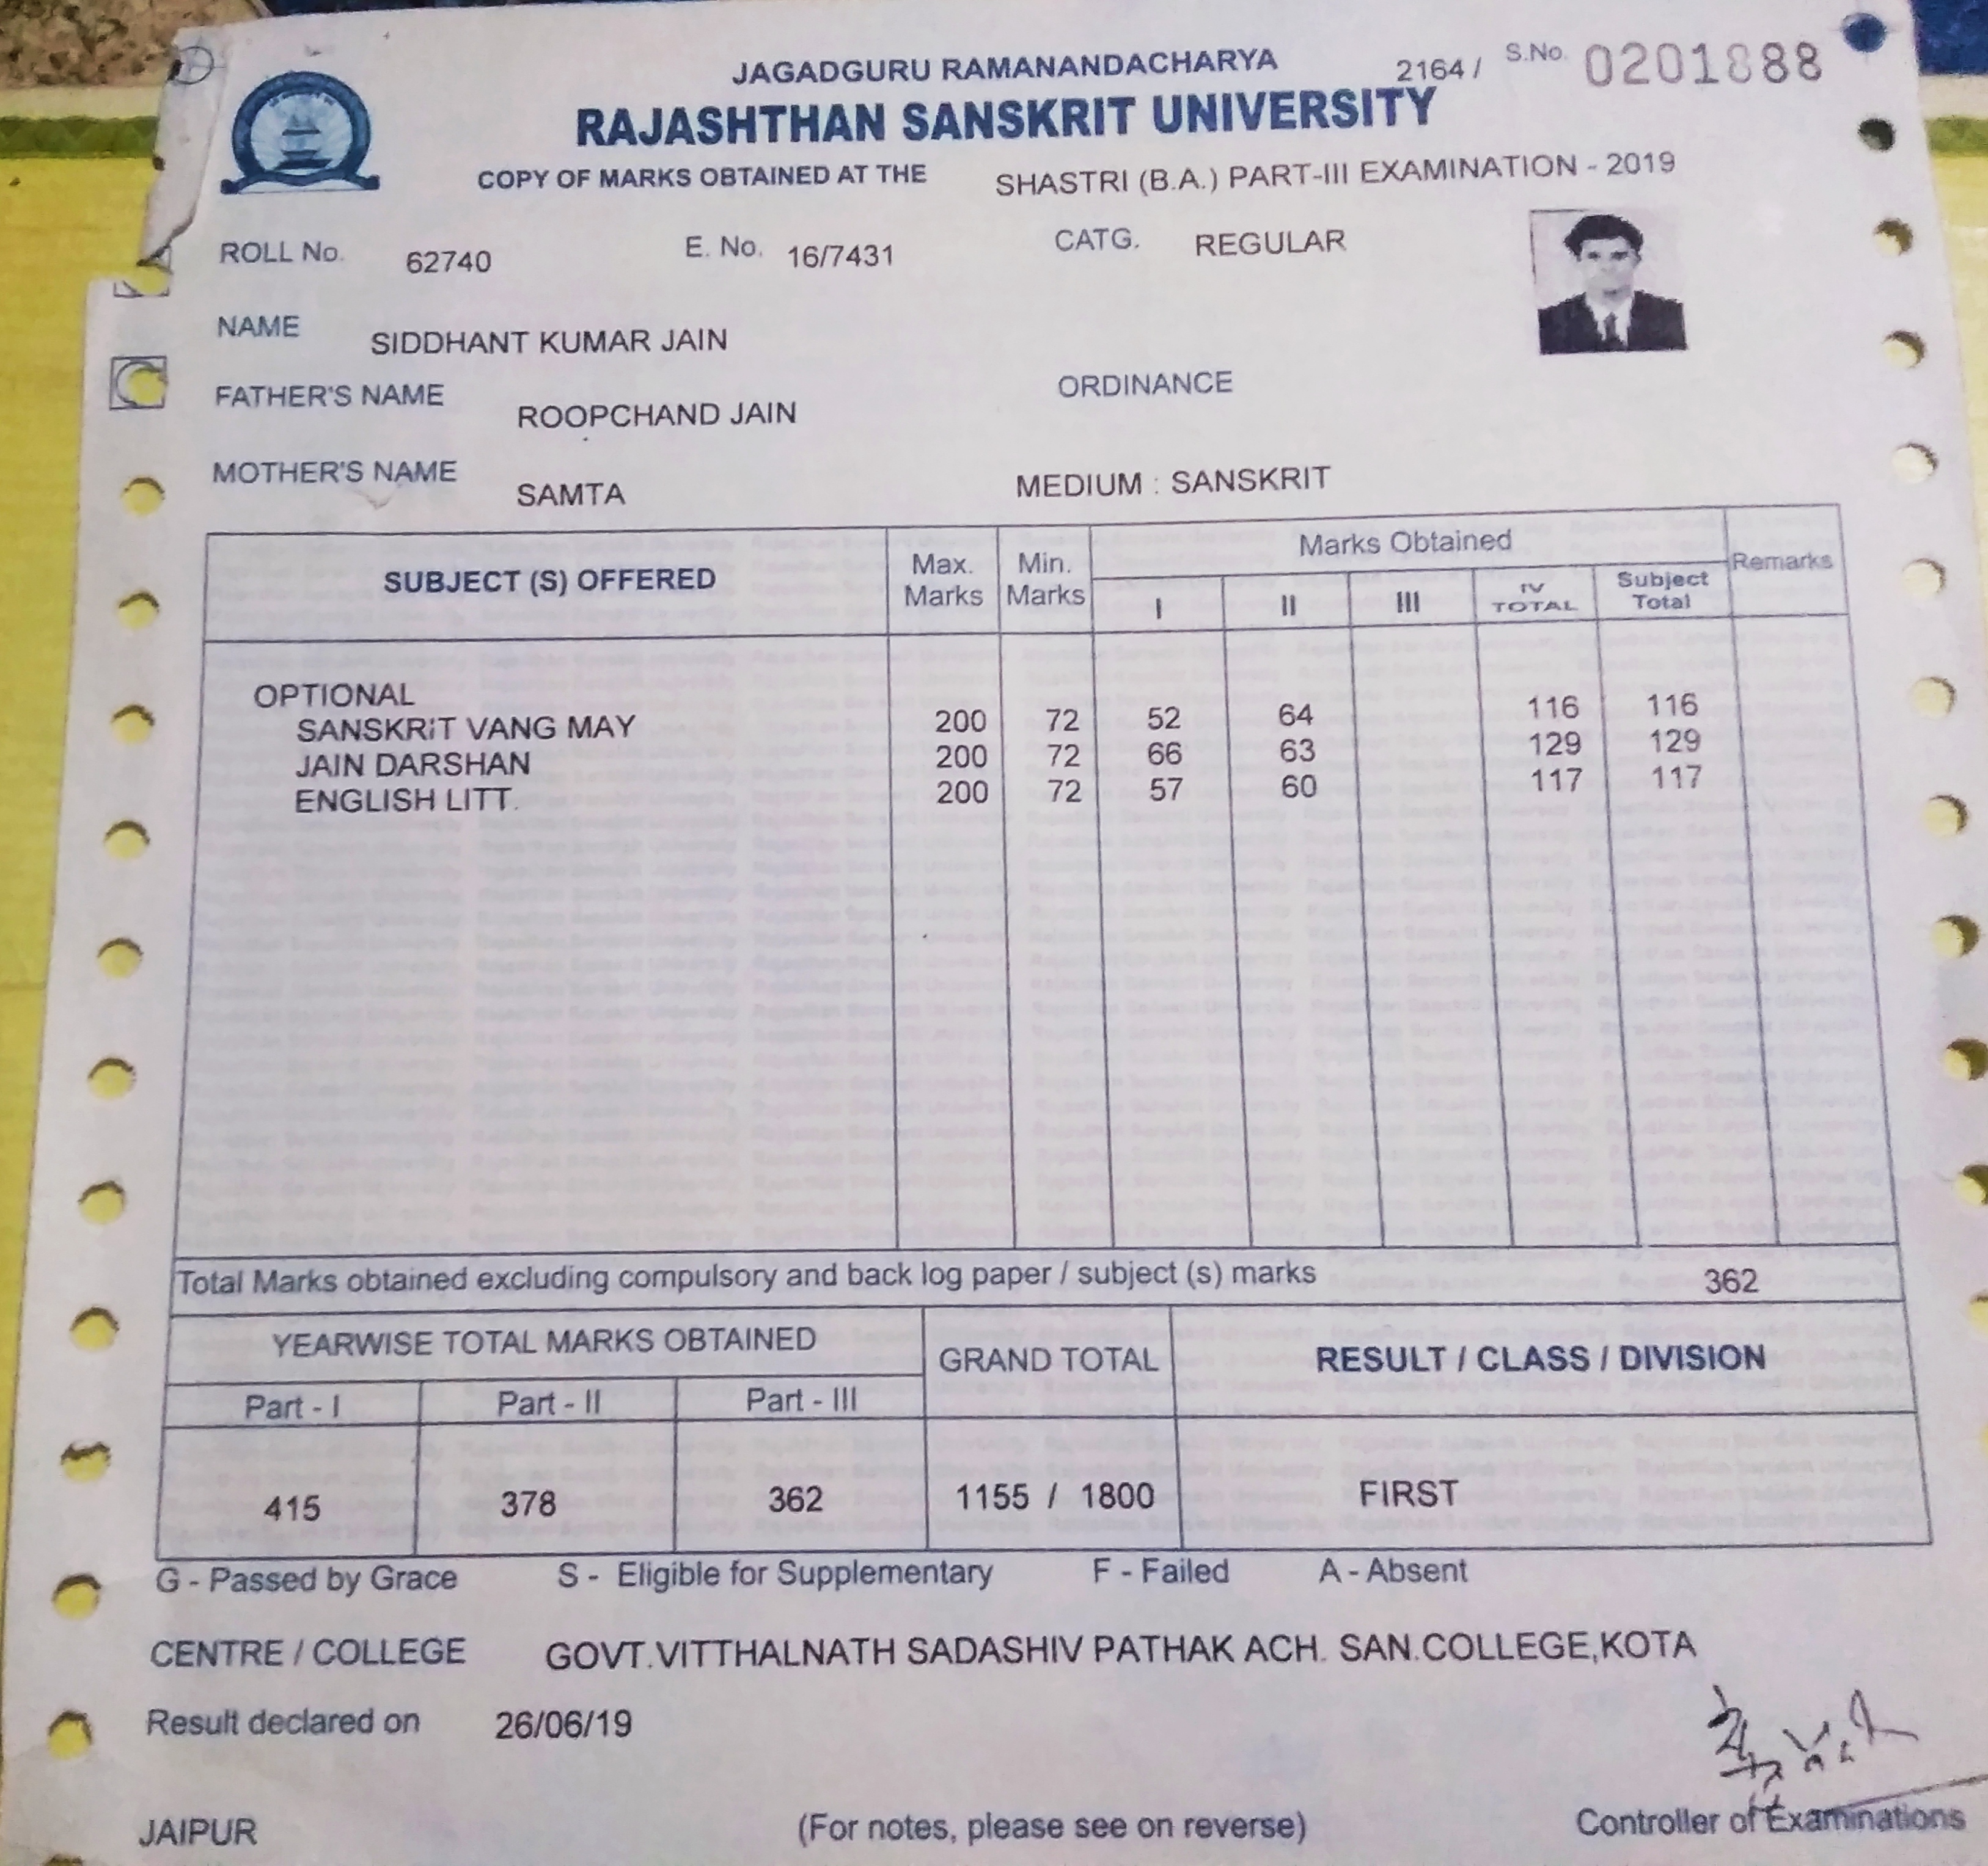 JAGADGURU RAMANANDACHARYA 2164 / S.No. 0201888
RAJASHTHAN SANSKRIT UNIVERSITY
COPY OF MARKS OBTAINED AT THE SHASTRI (B.A.) PART-III EXAMINATION - 2019
ROLL No. 62740 E. No. 16/7431 CATG. REGULAR
NAME SIDDHANT KUMAR JAIN
FATHER'S NAME ROOPCHAND JAIN ORDINANCE
MOTHER'S NAME SAMTA MEDIUM : SANSKRIT
SUBJECT (S) OFFERED Max. Marks Min. Marks Marks Obtained Remarks
I II III IV TOTAL Subject Total
OPTIONAL
SANSKRIT VANG MAY 200 72 52 64 116 116
JAIN DARSHAN 200 72 66 63 129 129
ENGLISH LITT. 200 72 57 60 117 117
Total Marks obtained excluding compulsory and back log paper / subject (s) marks 362
YEARWISE TOTAL MARKS OBTAINED GRAND TOTAL RESULT / CLASS / DIVISION
Part - I Part - II Part - III
415 378 362 1155 / 1800 FIRST
G - Passed by Grace S - Eligible for Supplementary F - Failed A - Absent
CENTRE / COLLEGE GOVT.VITTHALNATH SADASHIV PATHAK ACH. SAN.COLLEGE,KOTA
Result declared on 26/06/19
JAIPUR (For notes, please see on reverse) Controller of Examinations